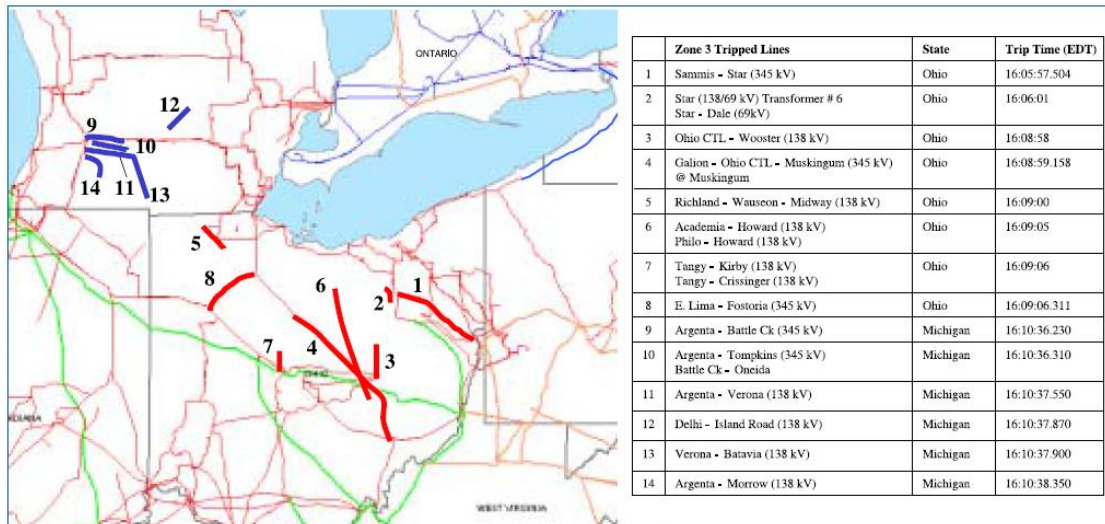 ONTARIO
12
9
10
14
11
13
5
8
6
1
2
7
4
3
WEST VIRGINIA
Zone 3 Tripped Lines State Trip Time (EDT)
1 Sammis - Star (345 kV) Ohio 16:05:57.504
2 Star (138/69 kV) Transformer # 6 Ohio 16:06:01
Star - Dale (69kV)
3 Ohio CTL - Wooster (138 kV) Ohio 16:08:58
4 Galion - Ohio CTL - Muskingum (345 kV) Ohio 16:08:59.158
@ Muskingum
5 Richland - Wauseon - Midway (138 kV) Ohio 16:09:00
6 Academia - Howard (138 kV) Ohio 16:09:05
Philo - Howard (138 kV)
7 Tangy - Kirby (138 kV) Ohio 16:09:06
Tangy - Crissinger (138 kV)
8 E. Lima - Fostoria (345 kV) Ohio 16:09:06.311
9 Argenta - Battle Ck (345 kV) Michigan 16:10:36.230
10 Argenta - Tompkins (345 kV) Michigan 16:10:36.310
Battle Ck - Oneida
11 Argenta - Verona (138 kV) Michigan 16:10:37.550
12 Delhi - Island Road (138 kV) Michigan 16:10:37.870
13 Verona - Batavia (138 kV) Michigan 16:10:37.900
14 Argenta - Morrow (138 kV) Michigan 16:10:38.350